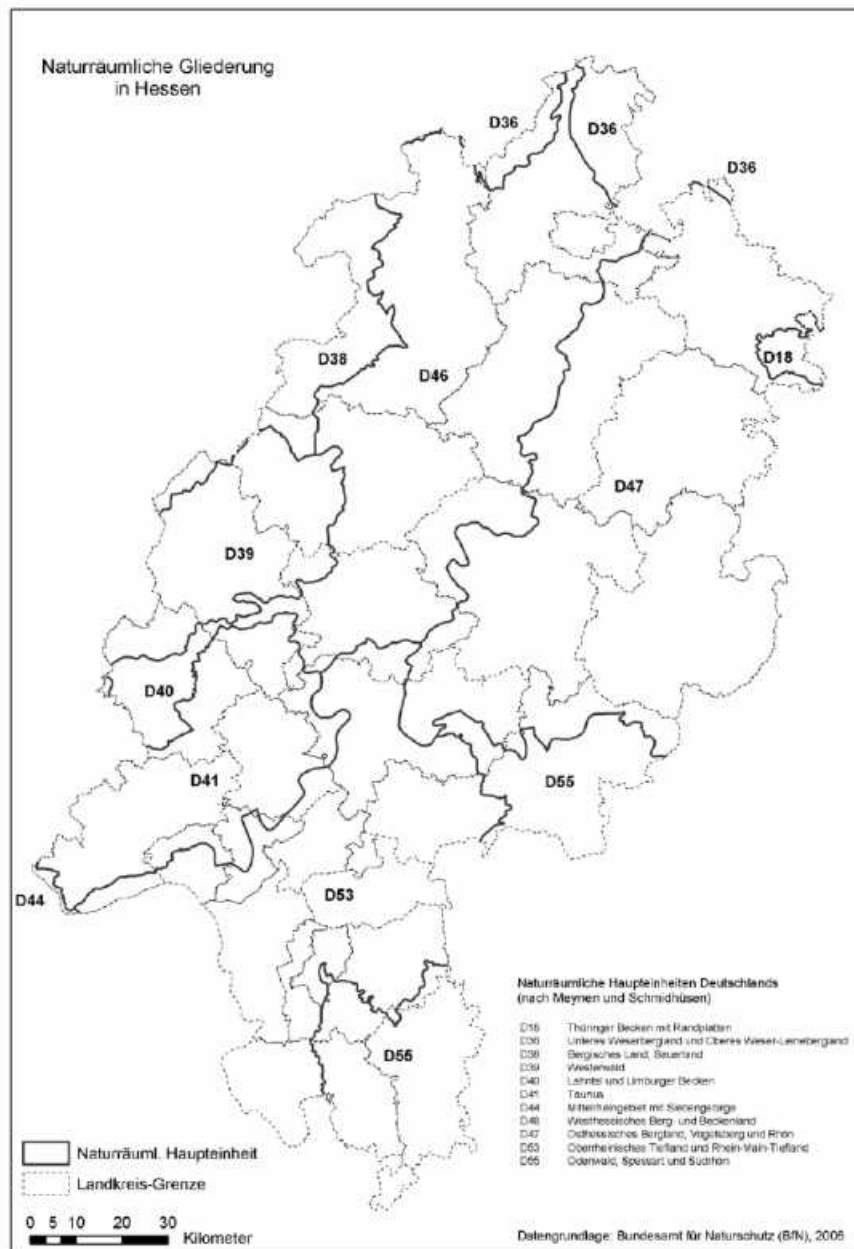 Naturräumliche Gliederung
in Hessen
D36
D36
D36
D18
D38
D46
D47
D39
D40
D41
D55
D44
D53
D55
Naturräumliche Haupteinheiten Deutschlands
(nach Meynen und Schmidhüsen)
D18 Thüringer Becken mit Randplatten
D36 Unteres Weserbergland und Oberes Weser-Leinebergland
D38 Bergisches Land, Sauerland
D39 Westerwald
D40 Lahntal und Limburger Becken
D41 Taunus
D44 Mittelrheingebiet mit Siebengebirge
D46 Westhessisches Berg- und Beckenland
D47 Osthessisches Bergland, Vogelsberg und Rhön
D53 Oberrheinisches Tiefland und Rhein-Main-Tiefland
D55 Odenwald, Spessart und Südrhön
Naturräuml. Haupteinheit
Landkreis-Grenze
0 5 10 20 30
Kilometer
Datengrundlage: Bundesamt für Naturschutz (BfN), 2006